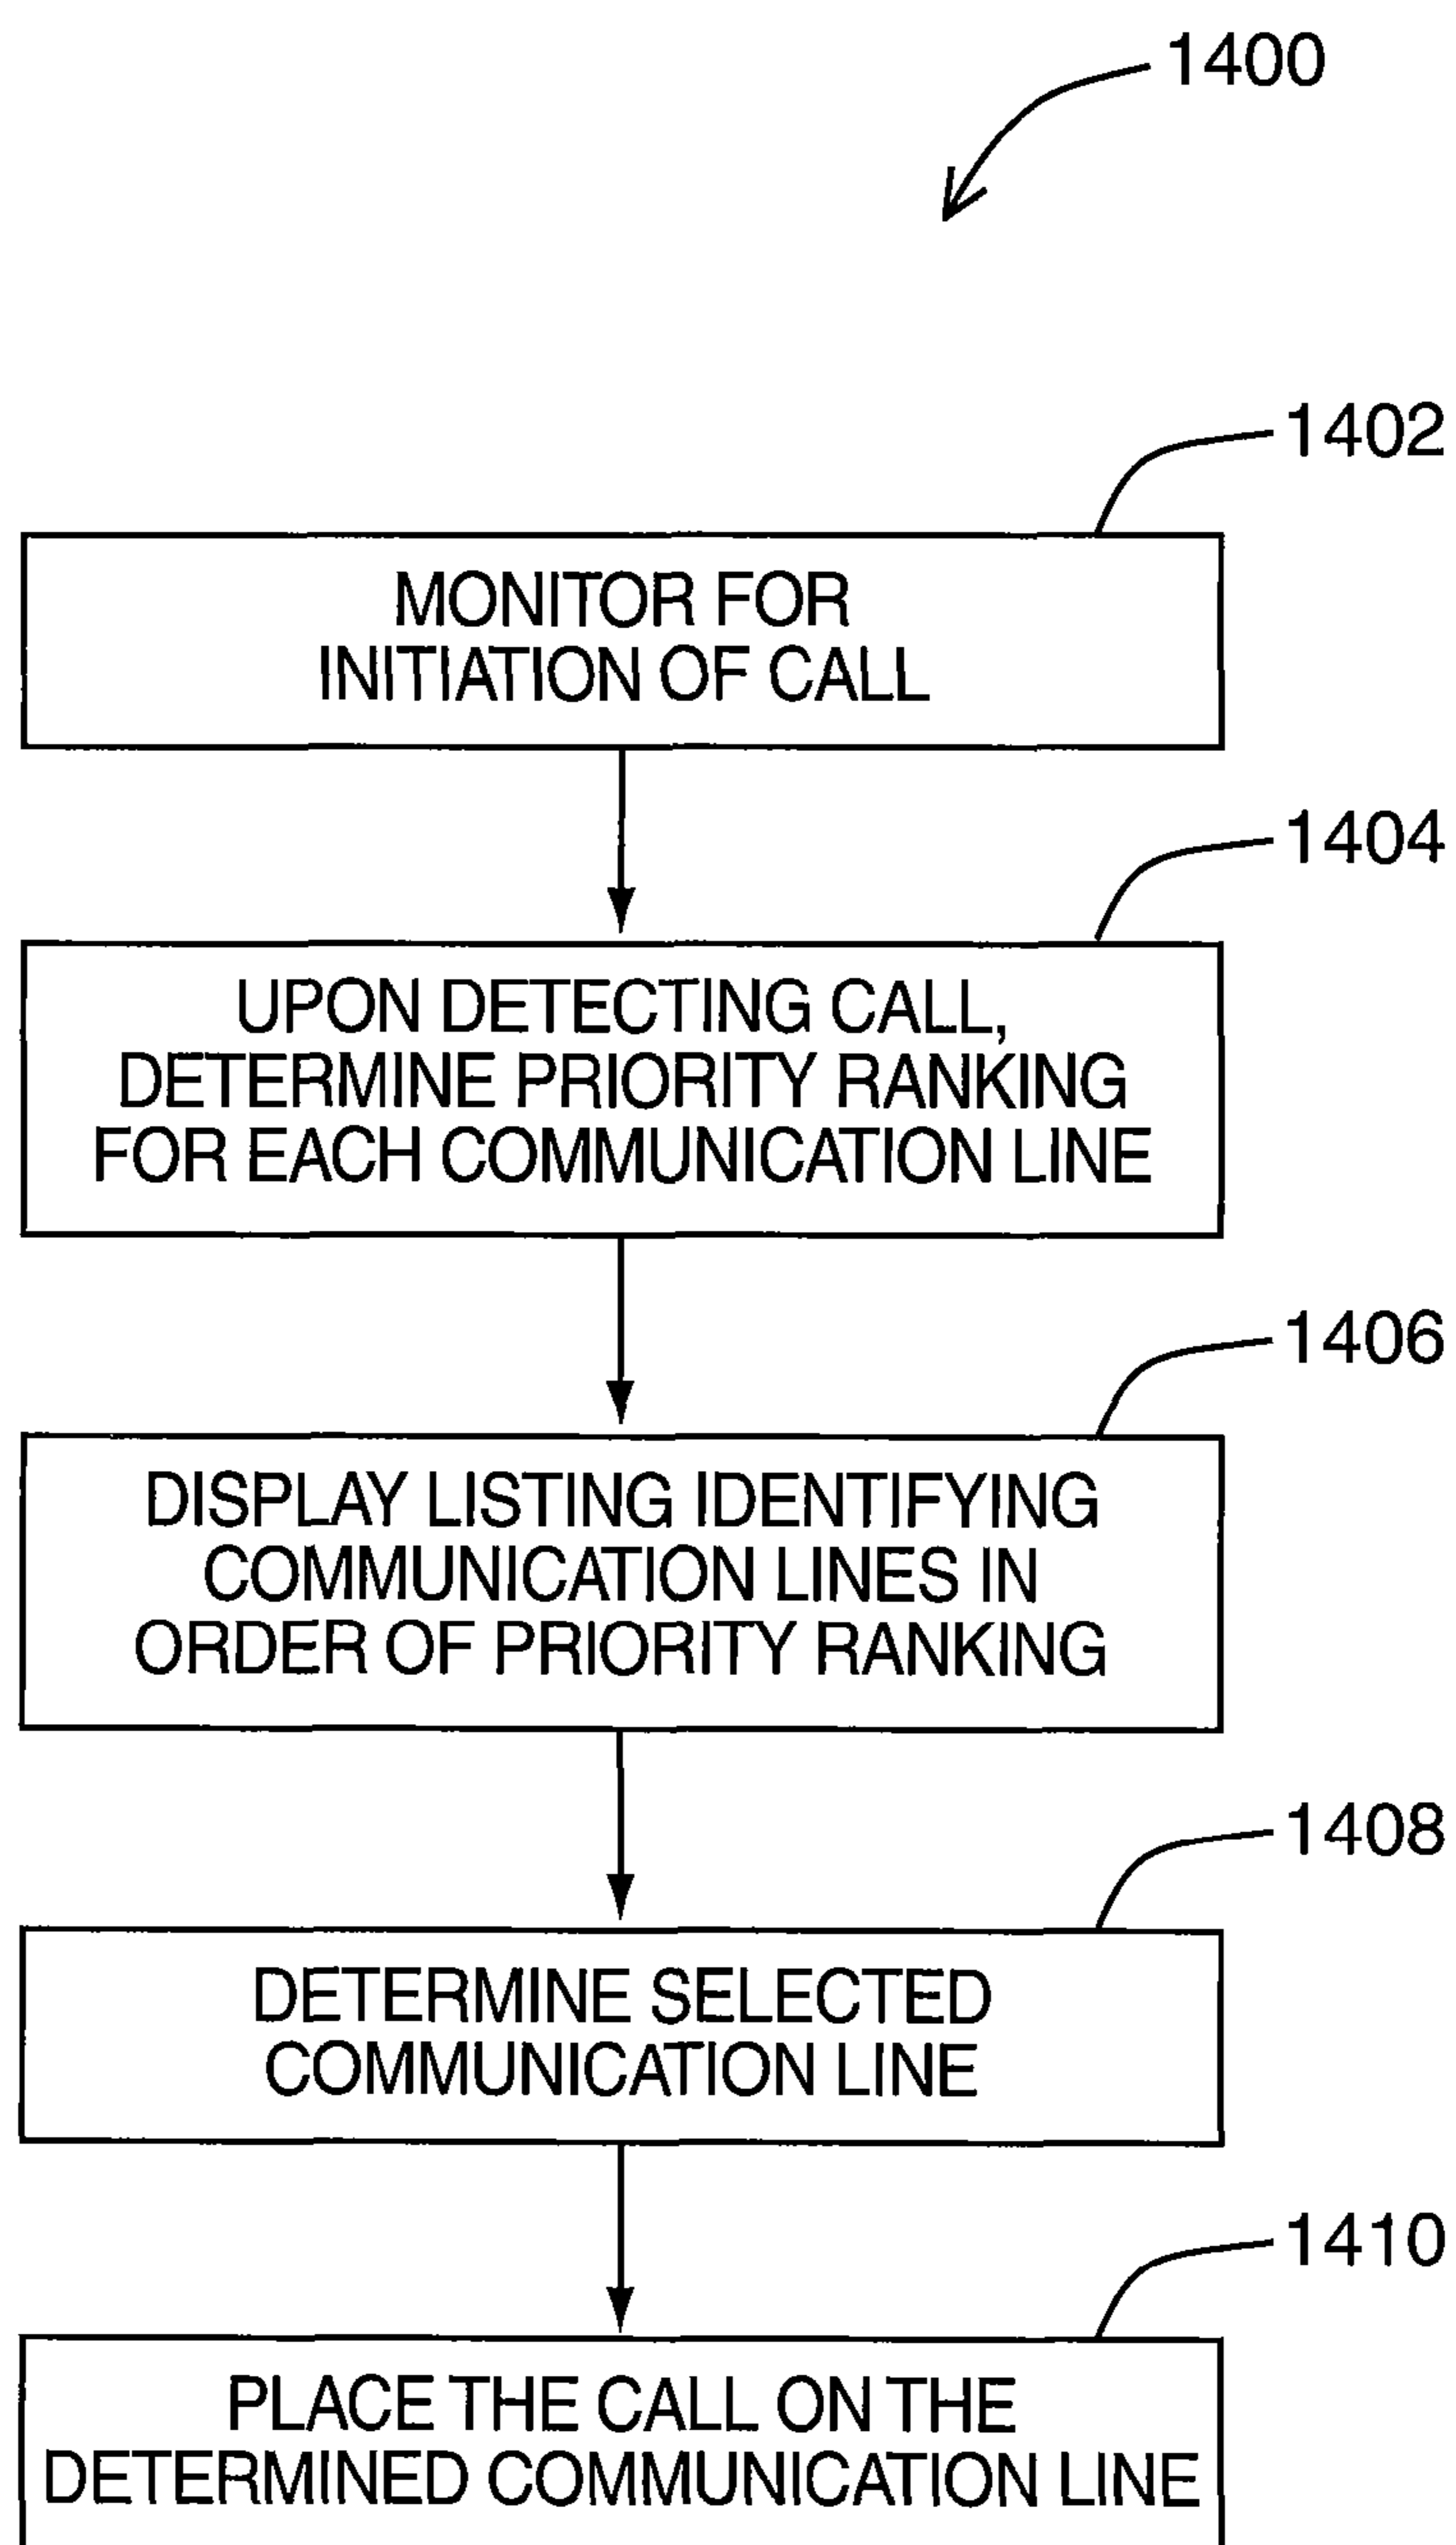 1400
1402
MONITOR FOR
INITIATION OF CALL
1404
UPON DETECTING CALL,
DETERMINE PRIORITY RANKING
FOR EACH COMMUNICATION LINE
1406
DISPLAY LISTING IDENTIFYING
COMMUNICATION LINES IN
ORDER OF PRIORITY RANKING
1408
DETERMINE SELECTED
COMMUNICATION LINE
1410
PLACE THE CALL ON THE
DETERMINED COMMUNICATION LINE